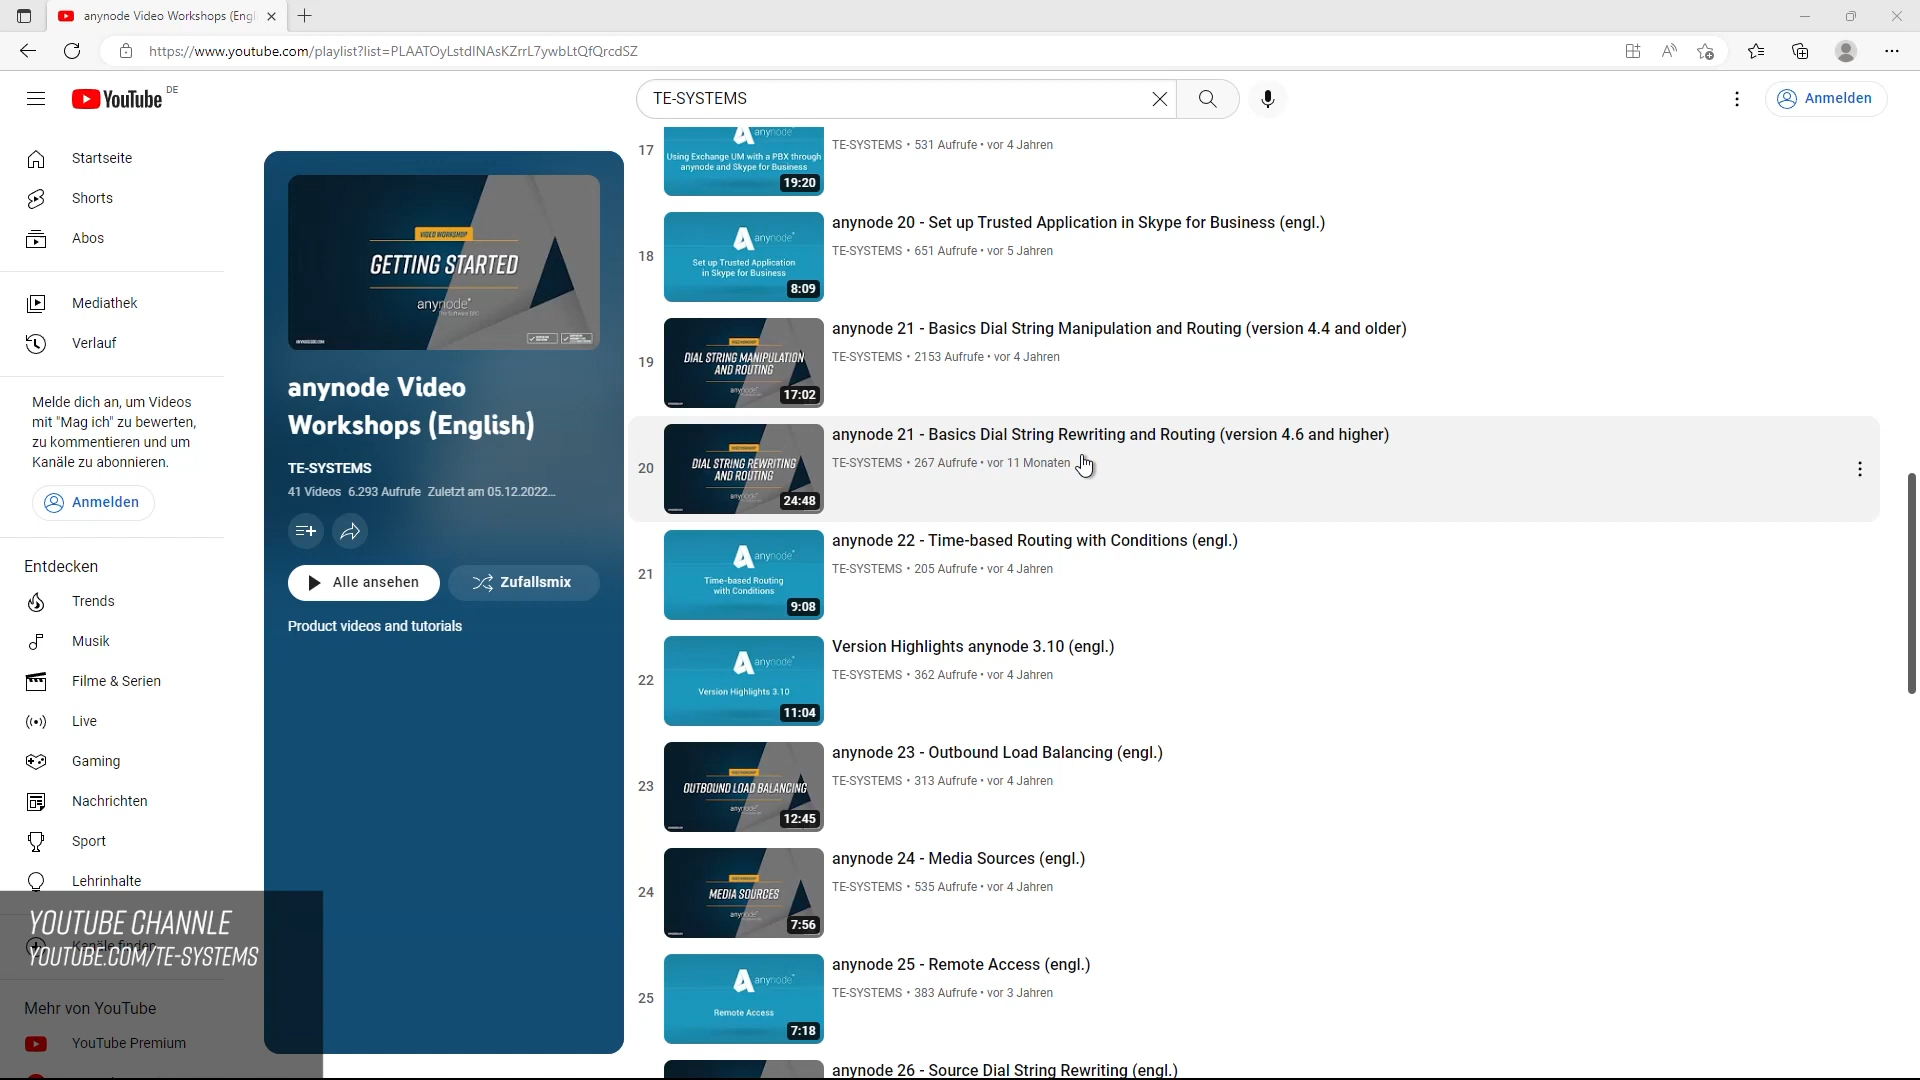 anynode Video Workshops (Engl
https://www.youtube.com/playlist?list=PLAATOyLstdINAsKZrrL7ywbLtQfQrcdSZ
YouTube DE
TE-SYSTEMS
Anmelden
Startseite
Shorts
Abos
Mediathek
Verlauf
Melde dich an, um Videos
mit "Mag ich" zu bewerten,
zu kommentieren und um
Kanäle zu abonnieren.
Anmelden
Entdecken
Trends
Musik
Filme & Serien
Live
Gaming
Nachrichten
Sport
Lehrinhalte
Kanäle finden
YOUTUBE CHANNLE
YOUTUBE.COM/TE-SYSTEMS
Mehr von YouTube
YouTube Premium
VIDEO WORKSHOP
GETTING STARTED
anynode
The Software SBC
anynode Video
Workshops (English)
TE-SYSTEMS
41 Videos 6.293 Aufrufe Zuletzt am 05.12.2022...
Alle ansehen
Zufallsmix
Product videos and tutorials
17
anynode
Using Exchange UM with a PBX through
anynode and Skype for Business
19:20
TE-SYSTEMS • 531 Aufrufe • vor 4 Jahren
18
anynode
Set up Trusted Application
in Skype for Business
8:09
anynode 20 - Set up Trusted Application in Skype for Business (engl.)
TE-SYSTEMS • 651 Aufrufe • vor 5 Jahren
19
DIAL STRING MANIPULATION
AND ROUTING
17:02
anynode 21 - Basics Dial String Manipulation and Routing (version 4.4 and older)
TE-SYSTEMS • 2153 Aufrufe • vor 4 Jahren
20
DIAL STRING REWRITING
AND ROUTING
24:48
anynode 21 - Basics Dial String Rewriting and Routing (version 4.6 and higher)
TE-SYSTEMS • 267 Aufrufe • vor 11 Monaten
21
anynode
Time-based Routing
with Conditions
9:08
anynode 22 - Time-based Routing with Conditions (engl.)
TE-SYSTEMS • 205 Aufrufe • vor 4 Jahren
22
anynode
Version Highlights 3.10
11:04
Version Highlights anynode 3.10 (engl.)
TE-SYSTEMS • 362 Aufrufe • vor 4 Jahren
23
OUTBOUND LOAD BALANCING
12:45
anynode 23 - Outbound Load Balancing (engl.)
TE-SYSTEMS • 313 Aufrufe • vor 4 Jahren
24
MEDIA SOURCES
7:56
anynode 24 - Media Sources (engl.)
TE-SYSTEMS • 535 Aufrufe • vor 4 Jahren
25
anynode
Remote Access
7:18
anynode 25 - Remote Access (engl.)
TE-SYSTEMS • 383 Aufrufe • vor 3 Jahren
anynode 26 - Source Dial String Rewriting (engl.)